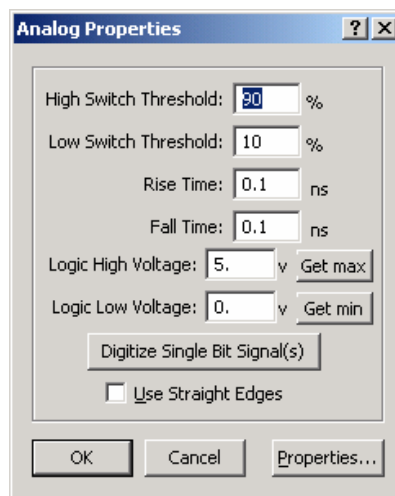 Analog Properties ? X
High Switch Threshold: 90 %
Low Switch Threshold: 10 %
Rise Time: 0.1 ns
Fall Time: 0.1 ns
Logic High Voltage: 5. v Get max
Logic Low Voltage: 0. v Get min
Digitize Single Bit Signal(s)
Use Straight Edges
OK Cancel Properties...